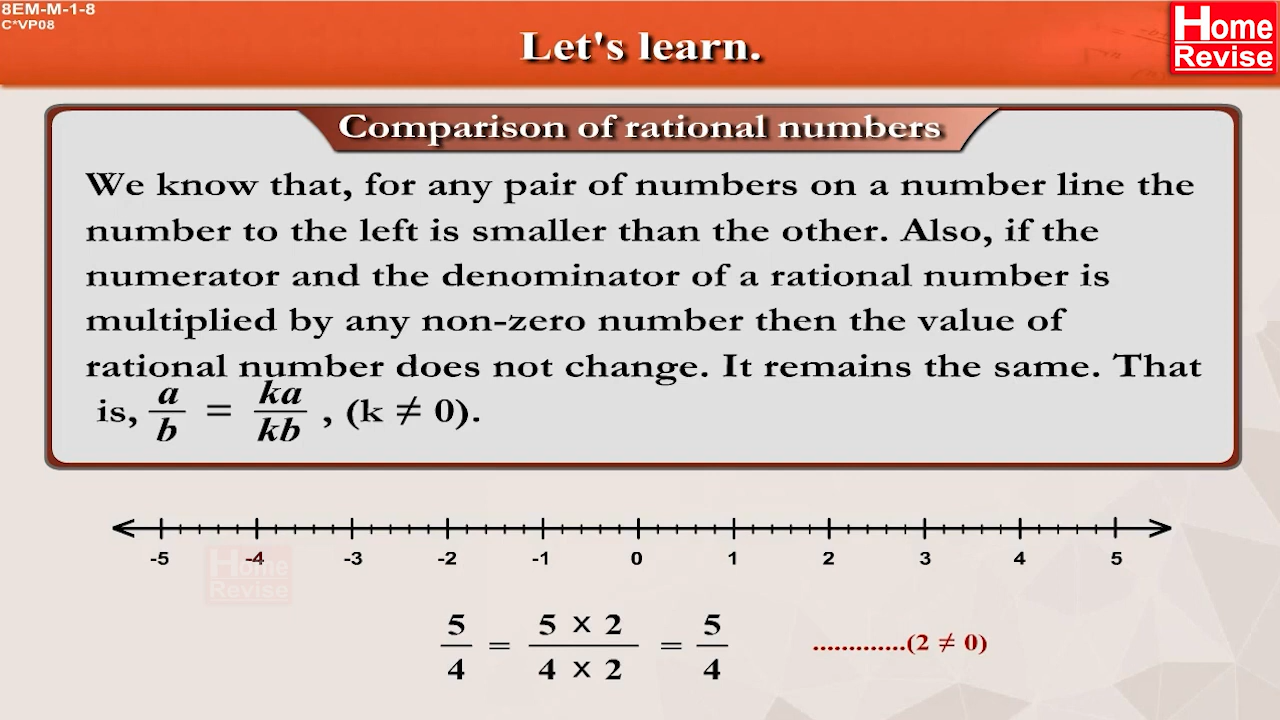 8EM-M-1-8
C*VP08
Let's learn.
Home
Revise
Comparison of rational numbers
We know that, for any pair of numbers on a number line the
number to the left is smaller than the other. Also, if the
numerator and the denominator of a rational number is
multiplied by any non-zero number then the value of
rational number does not change. It remains the same. That
is, a/b = ka/kb , (k ≠ 0).
-5 -4 -3 -2 -1 0 1 2 3 4 5
Home
Revise
5/4 = 5 × 2/4 × 2 = 5/4 .............(2 ≠ 0)